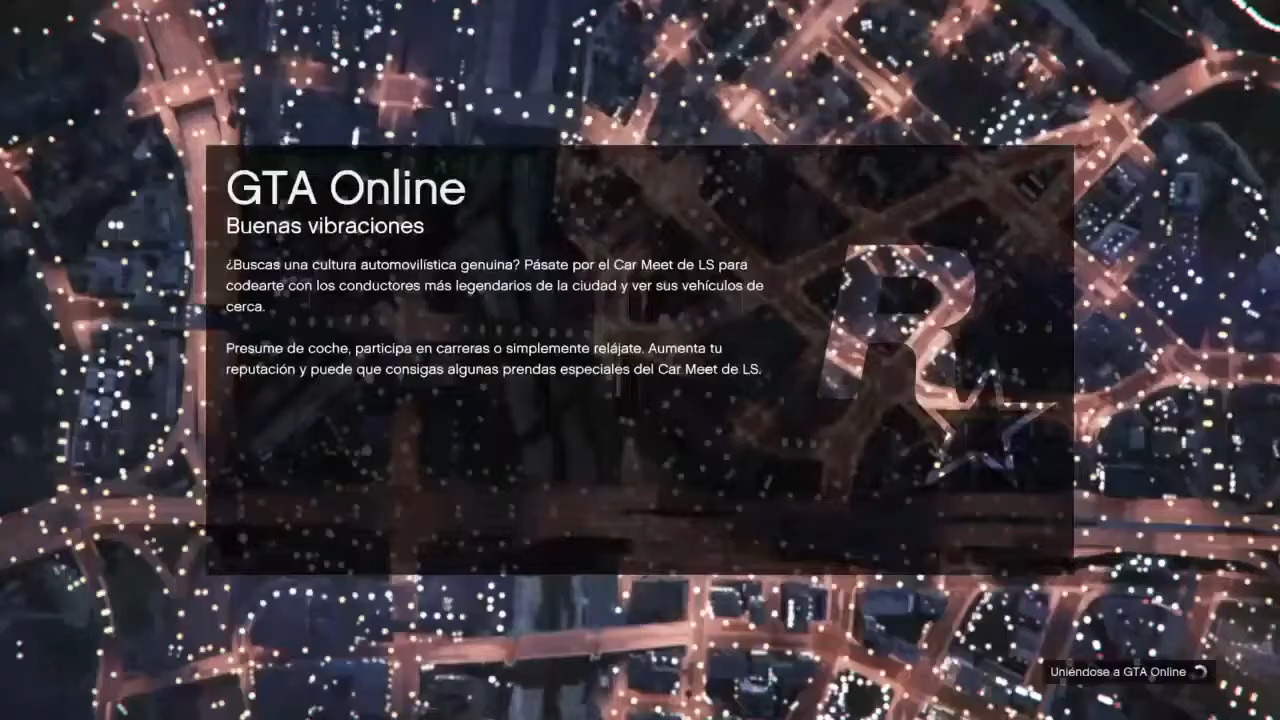 GTA Online
Buenas vibraciones
¿Buscas una cultura automovilística genuina? Pásate por el Car Meet de LS para
codearte con los conductores más legendarios de la ciudad y ver sus vehículos de
cerca.
Presume de coche, participa en carreras o simplemente relájate. Aumenta tu
reputación y puede que consigas algunas prendas especiales del Car Meet de LS.
R
Uniéndose a GTA Online